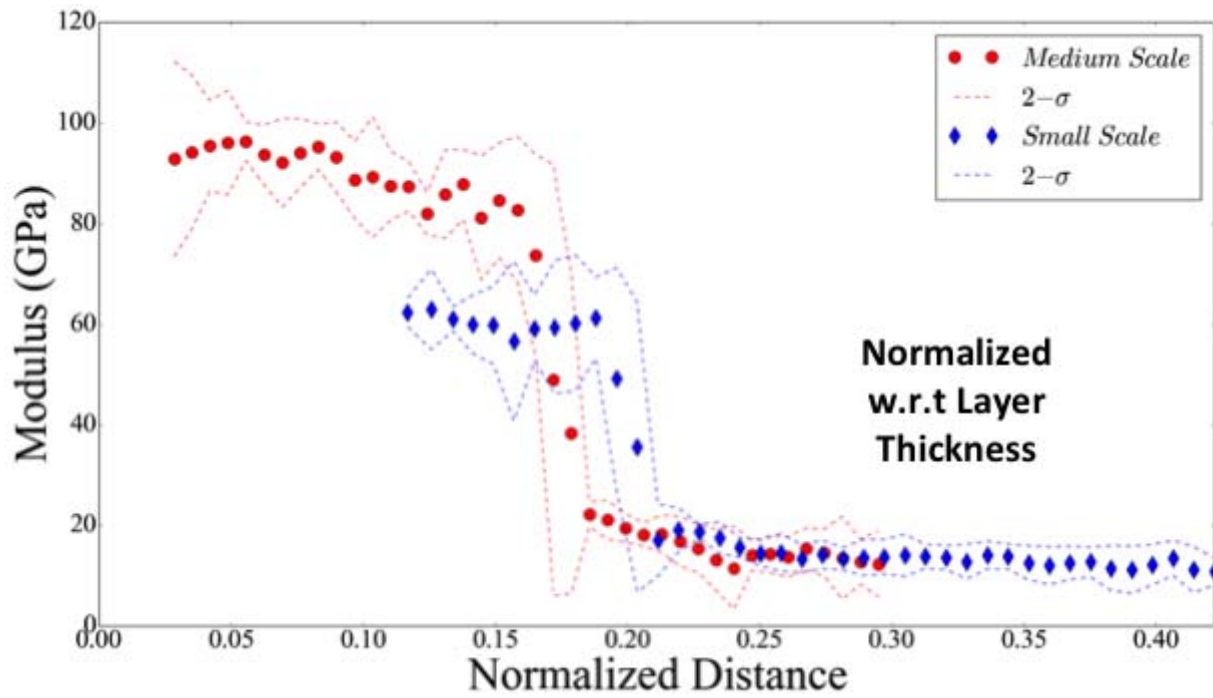 120
100
80
60
40
20
0
Modulus (GPa)
Medium Scale
2-σ
Small Scale
2-σ
Normalized
w.r.t Layer
Thickness
0.00 0.05 0.10 0.15 0.20 0.25 0.30 0.35 0.40
Normalized Distance